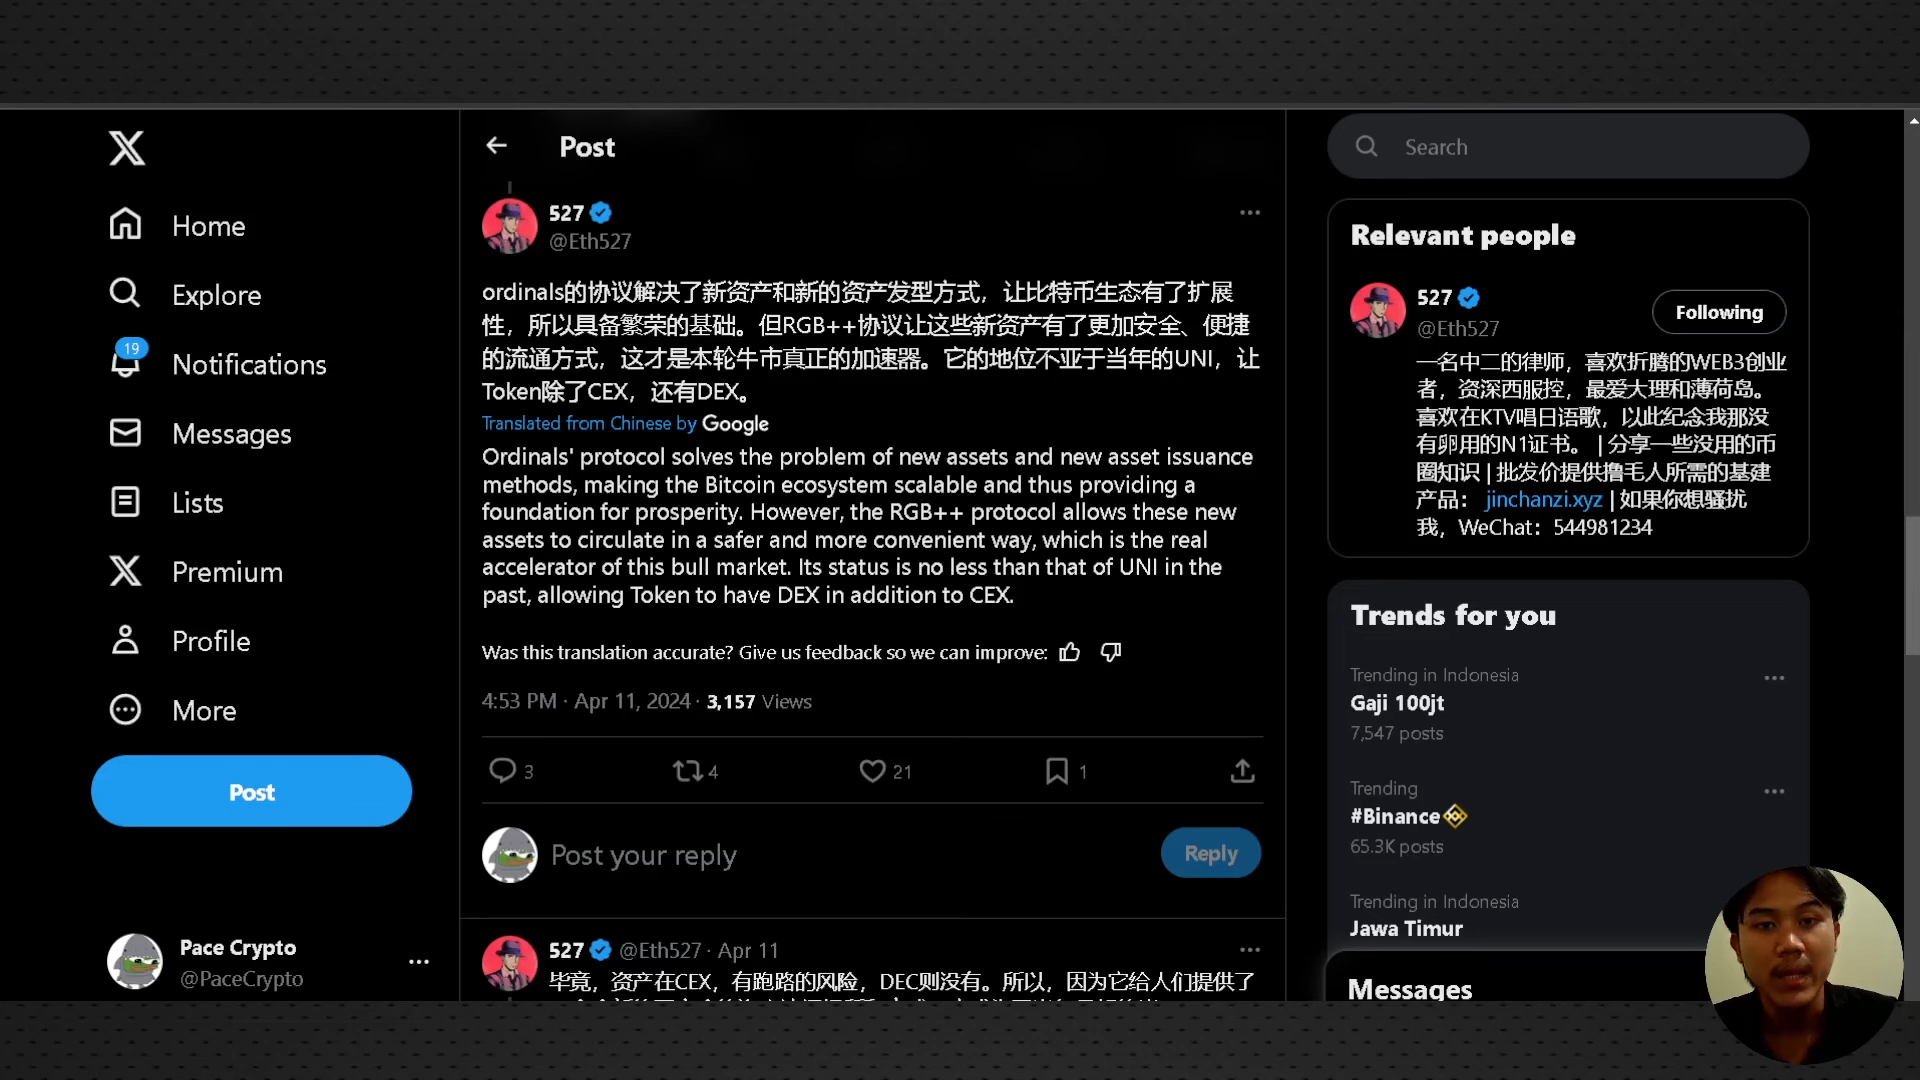 Home
Explore
19
Notifications
Messages
Lists
Premium
Profile
More
Post
Pace Crypto
@PaceCrypto
Post
527
@Eth527
ordinals的协议解决了新资产和新的资产发型方式，让比特币生态有了扩展
性，所以具备繁荣的基础。但RGB++协议让这些新资产有了更加安全、便捷
的流通方式，这才是本轮牛市真正的加速器。它的地位不亚于当年的UNI，让
Token除了CEX，还有DEX。
Translated from Chinese by Google
Ordinals' protocol solves the problem of new assets and new asset issuance
methods, making the Bitcoin ecosystem scalable and thus providing a
foundation for prosperity. However, the RGB++ protocol allows these new
assets to circulate in a safer and more convenient way, which is the real
accelerator of this bull market. Its status is no less than that of UNI in the
past, allowing Token to have DEX in addition to CEX.
Was this translation accurate? Give us feedback so we can improve:
4:53 PM · Apr 11, 2024 · 3,157 Views
3 4 21 1
Post your reply
Reply
527 @Eth527 · Apr 11
毕竟，资产在CEX，有跑路的风险，DEC则没有。所以，因为它给人们提供了
Search
Relevant people
527
@Eth527
Following
一名中二的律师，喜欢折腾的WEB3创业
者，资深西服控，最爱大理和薄荷岛。
喜欢在KTV唱日语歌，以此纪念我那没
有卵用的N1证书。 | 分享一些没用的币
圈知识 | 批发价提供撸毛人所需的基建
产品： jinchanzi.xyz | 如果你想骚扰
我，WeChat：544981234
Trends for you
Trending in Indonesia
Gaji 100jt
7,547 posts
Trending
#Binance
65.3K posts
Trending in Indonesia
Jawa Timur
Messages